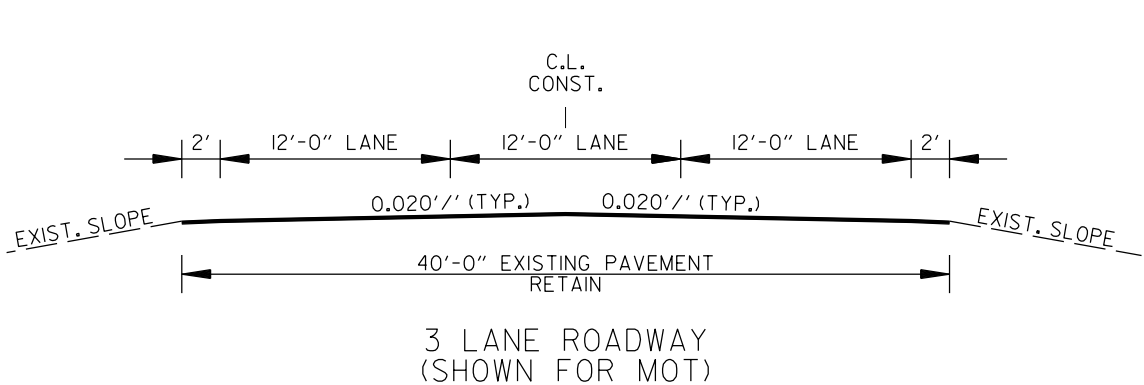 C.L.
CONST.
2' 12'-0" LANE 12'-0" LANE 12'-0" LANE 2'
0.020'/' (TYP.) 0.020'/' (TYP.)
EXIST. SLOPE EXIST. SLOPE
40'-0" EXISTING PAVEMENT
RETAIN
3 LANE ROADWAY
(SHOWN FOR MOT)